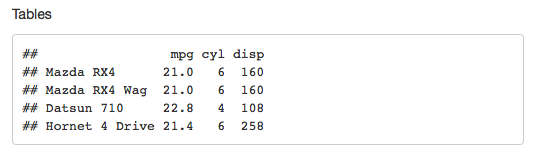 Tables
##                 mpg cyl disp
## Mazda RX4      21.0   6  160
## Mazda RX4 Wag  21.0   6  160
## Datsun 710     22.8   4  108
## Hornet 4 Drive 21.4   6  258